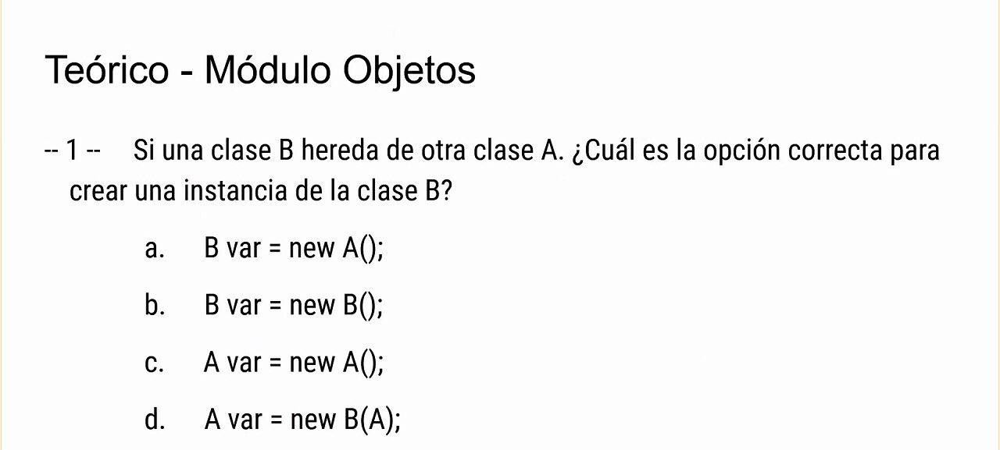 Teórico - Módulo Objetos
-- 1 -- Si una clase B hereda de otra clase A. ¿Cuál es la opción correcta para
crear una instancia de la clase B?
a. B var = new A();
b. B var = new B();
c. A var = new A();
d. A var = new B(A);